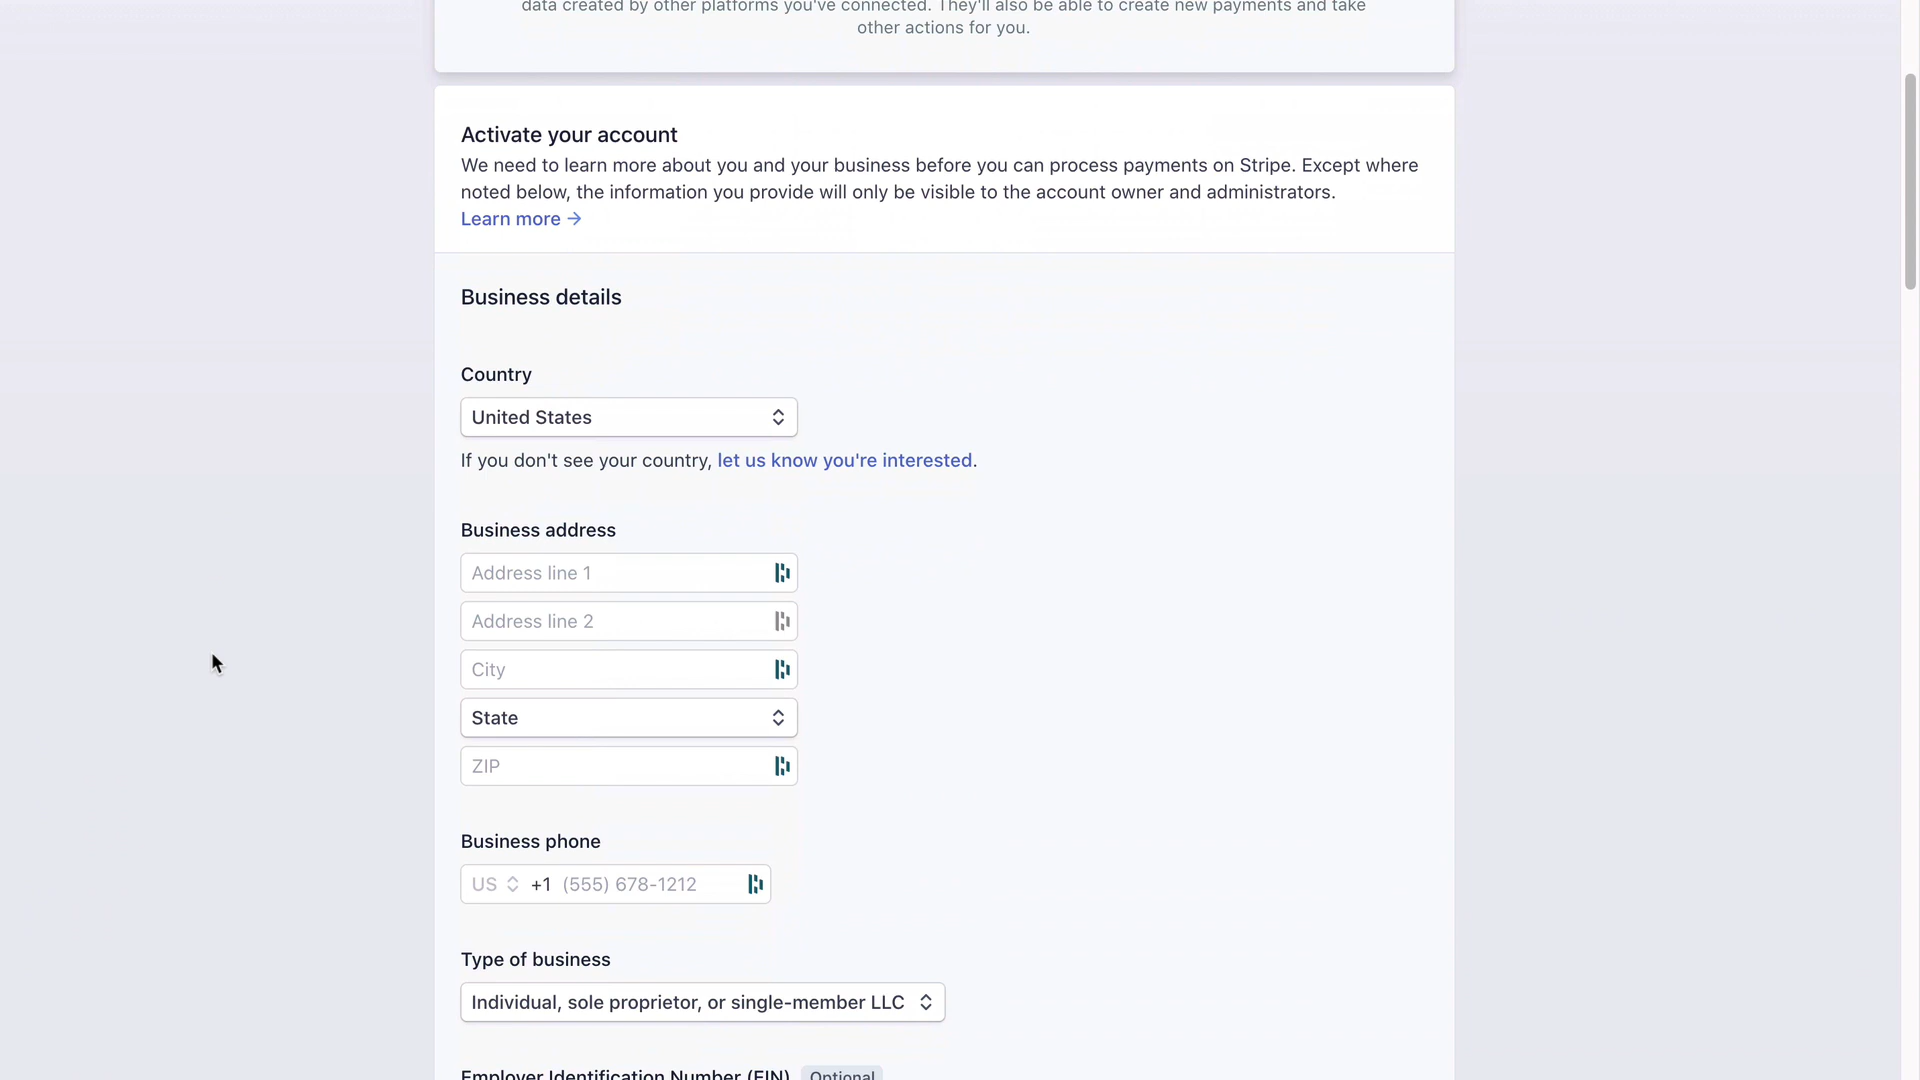 data created by other platforms you've connected. They'll also be able to create new payments and take
other actions for you.
Activate your account
We need to learn more about you and your business before you can process payments on Stripe. Except where
noted below, the information you provide will only be visible to the account owner and administrators.
Learn more →
Business details
Country
United States
If you don't see your country, let us know you're interested.
Business address
Address line 1
Address line 2
City
State
ZIP
Business phone
US +1 (555) 678-1212
Type of business
Individual, sole proprietor, or single-member LLC
Employer Identification Number (EIN) Optional